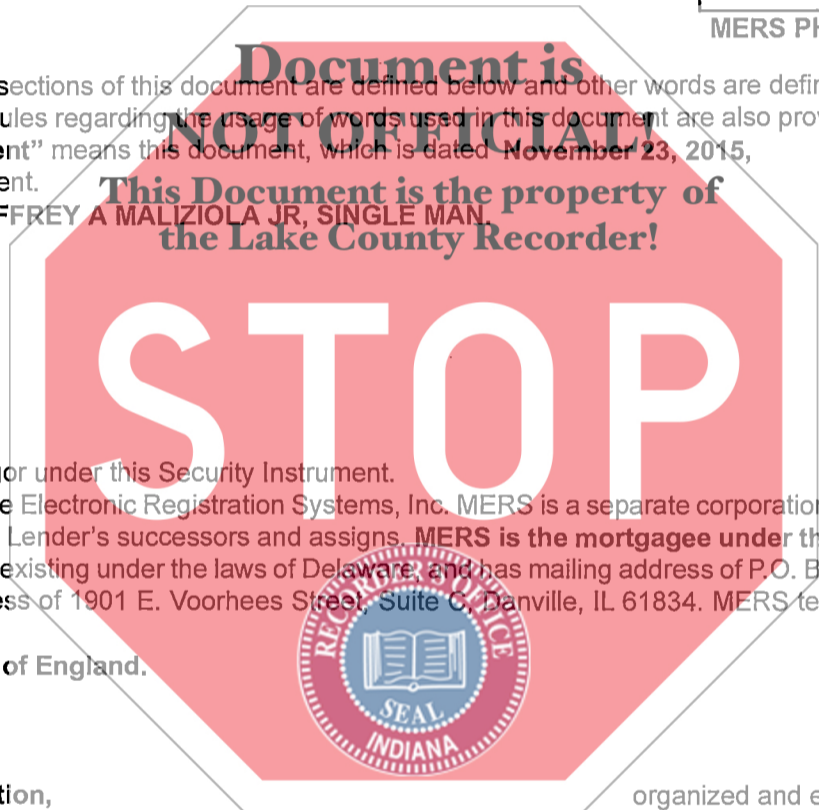 MERS PH
Document is
sections of this document are defined below and other words are defin
ules regarding the usage of words used in this document are also prov
NOT OFFICIAL!
ent” means this document, which is dated November 23, 2015,
ent.
This Document is the property of
FFREY A MALIZIOLA JR, SINGLE MAN.
the Lake County Recorder!
STOP
or under this Security Instrument.
e Electronic Registration Systems, Inc. MERS is a separate corporation
Lender’s successors and assigns. MERS is the mortgagee under th
existing under the laws of Delaware, and has mailing address of P.O. B
ess of 1901 E. Voorhees Street, Suite C, Danville, IL 61834. MERS te
RECORDER'S OFFICE
of England.
SEAL
INDIANA
tion,
organized and e